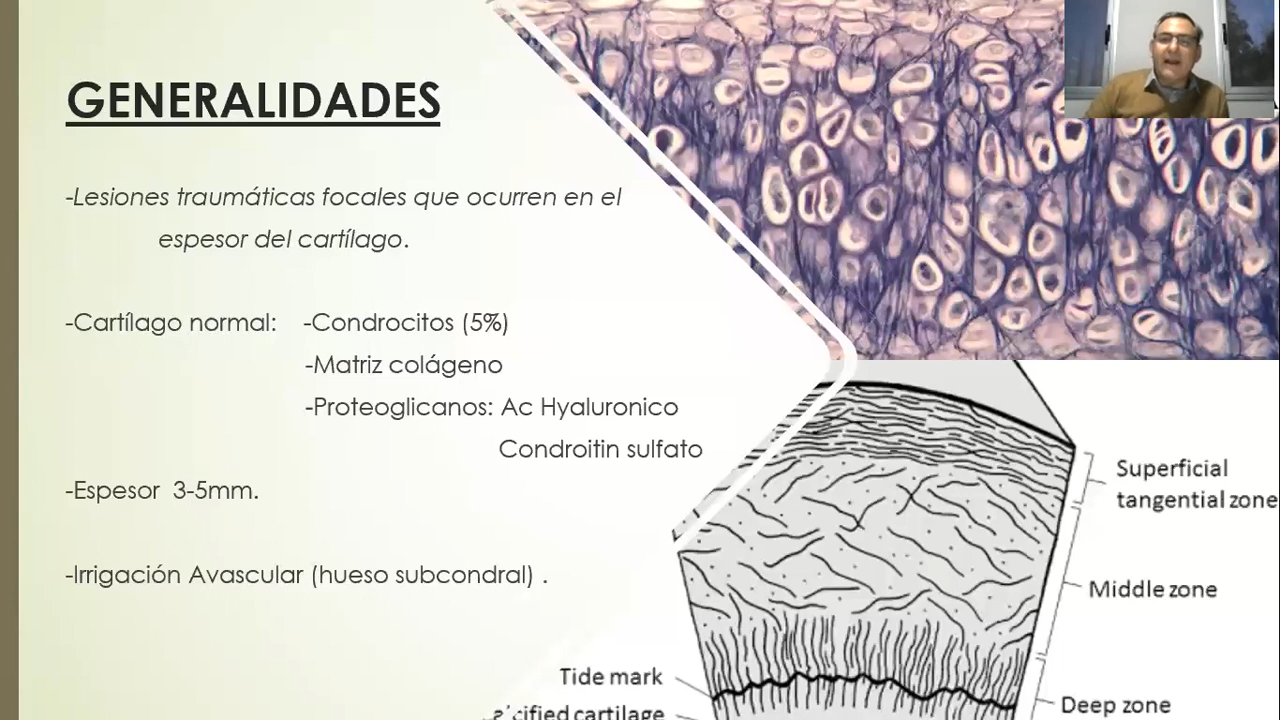 GENERALIDADES
-Lesiones traumáticas focales que ocurren en el
espesor del cartílago.
-Cartílago normal: -Condrocitos (5%)
-Matriz colágeno
-Proteoglicanos: Ac Hyaluronico
Condroitin sulfato
-Espesor 3-5mm.
-Irrigación Avascular (hueso subcondral) .
Superficial
tangential zone
Middle zone
Tide mark
Deep zone
cartilage